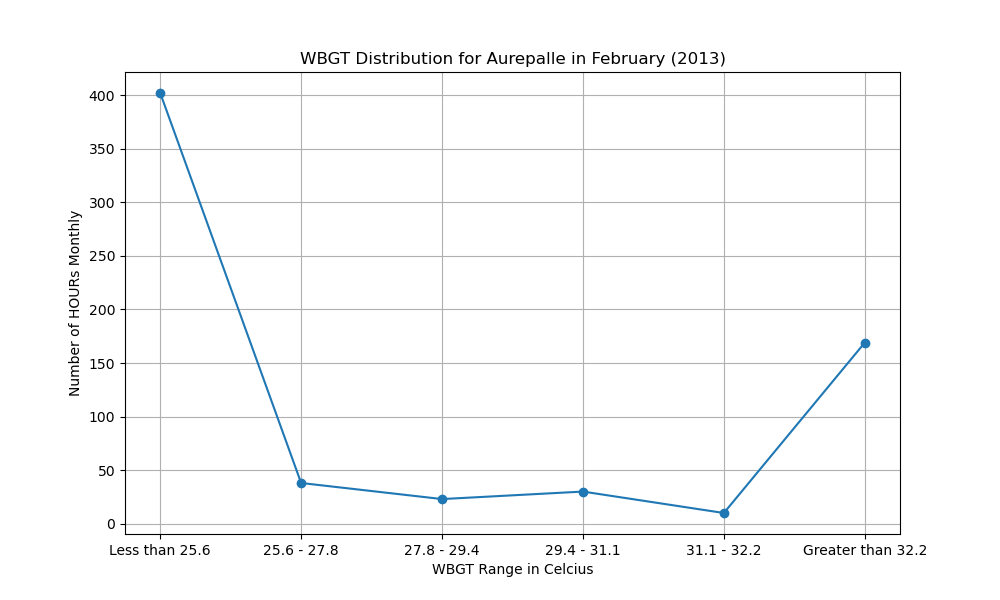 WBGT Distribution for Aurepalle in February (2013)
Number of HOURs Monthly
400
350
300
250
200
150
100
50
0
Less than 25.6
25.6 - 27.8
27.8 - 29.4
29.4 - 31.1
31.1 - 32.2
Greater than 32.2
WBGT Range in Celcius